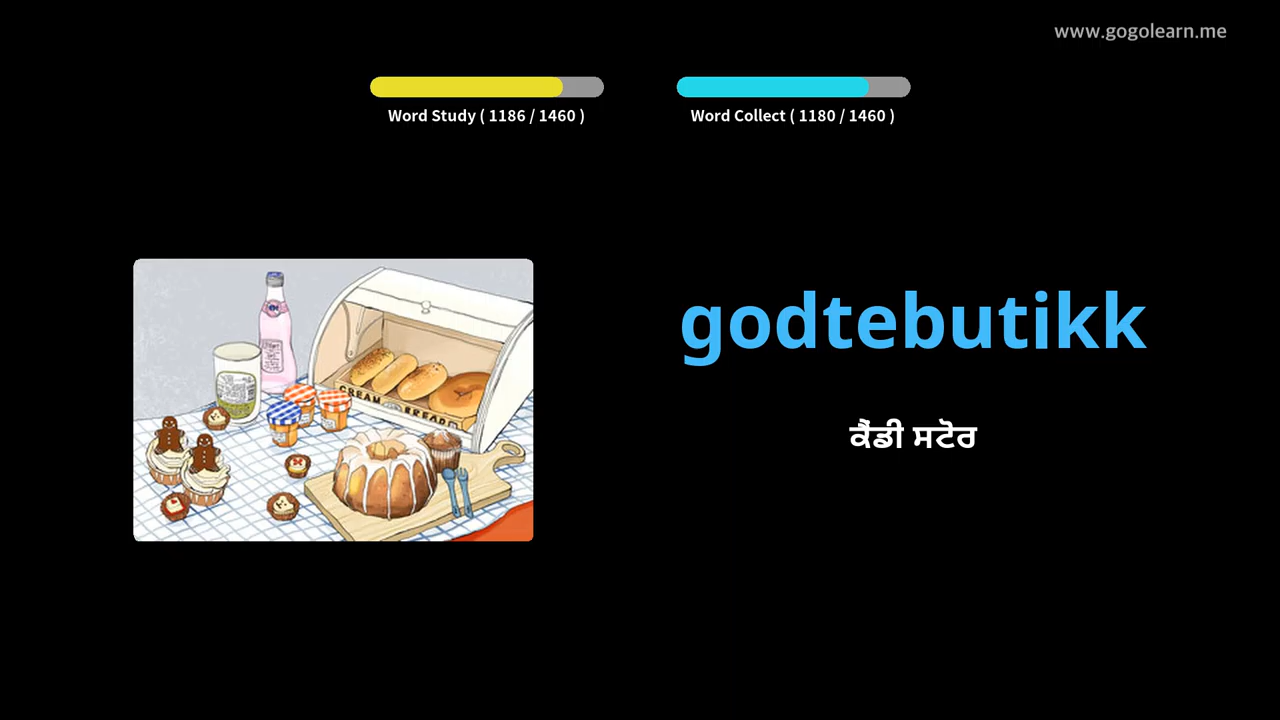 www.gogolearn.me
Word Study ( 1186 / 1460 )
Word Collect ( 1180 / 1460 )
CREAM BREAD
godtebutikk
ਕੈਂਡੀ ਸਟੋਰ